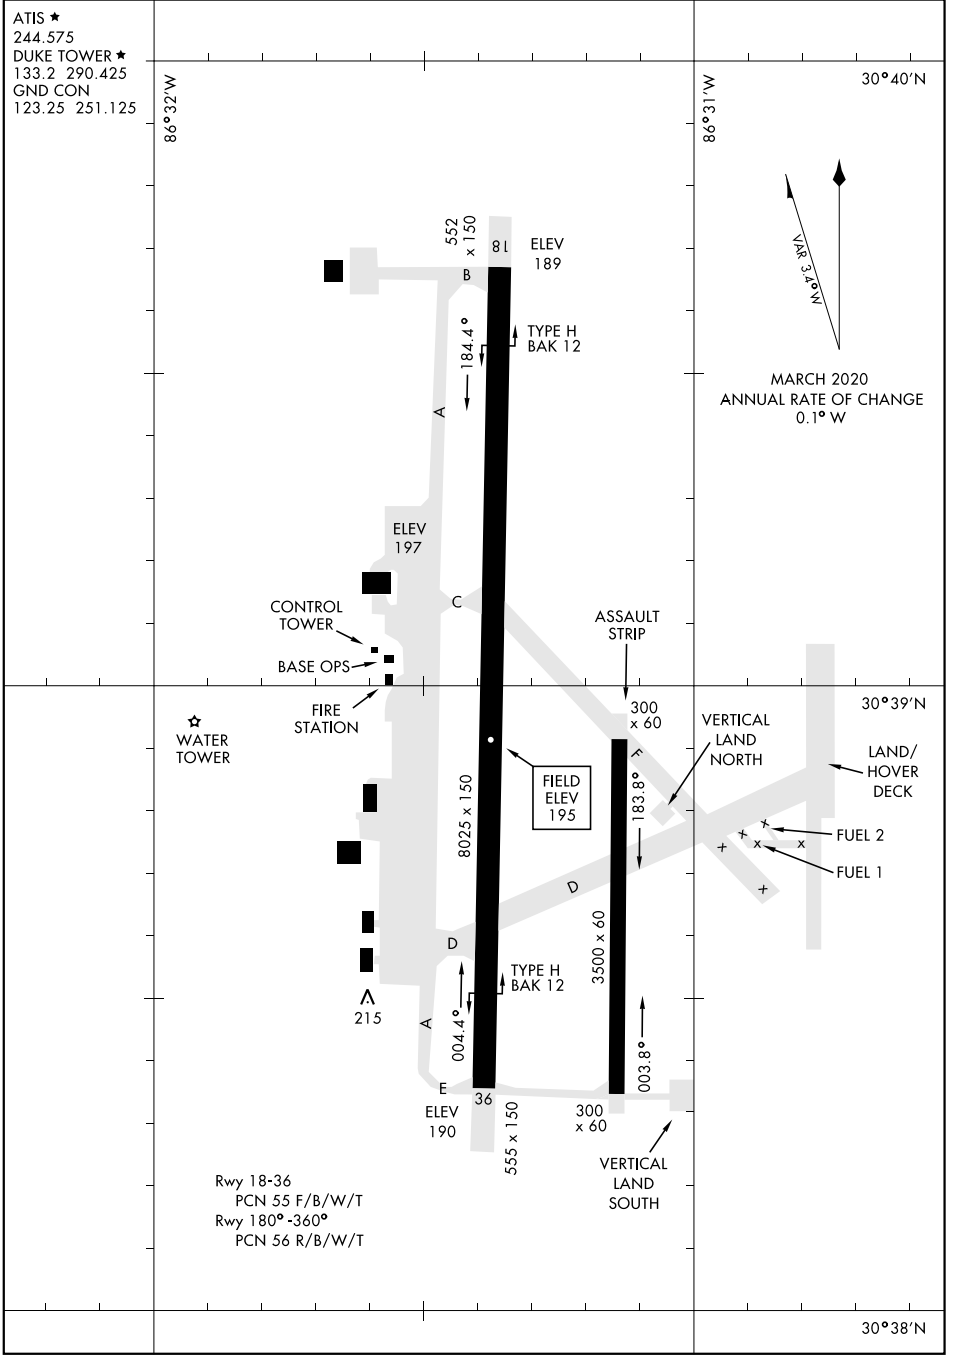 ATIS ★
244.575
DUKE TOWER ★
133.2 290.425
GND CON
123.25 251.125
86°32'W
86°31'W
30°40'N
VAR 3.4°W
MARCH 2020
ANNUAL RATE OF CHANGE
0.1° W
552
x 150
18
ELEV
189
B
184.4°
TYPE H
BAK 12
A
ELEV
197
C
CONTROL
TOWER
BASE OPS
FIRE
STATION
WATER
TOWER
ASSAULT
STRIP
300
x 60
30°39'N
VERTICAL
LAND
NORTH
LAND/
HOVER
DECK
F
183.8°
FIELD
ELEV
195
8025 x 150
x
x
x
x
x
x
FUEL 2
FUEL 1
D
D
3500 x 60
TYPE H
BAK 12
004.4°
003.8°
215
A
E
36
ELEV
190
555 x 150
300
x 60
VERTICAL
LAND
SOUTH
Rwy 18-36
PCN 55 F/B/W/T
Rwy 180°-360°
PCN 56 R/B/W/T
30°38'N